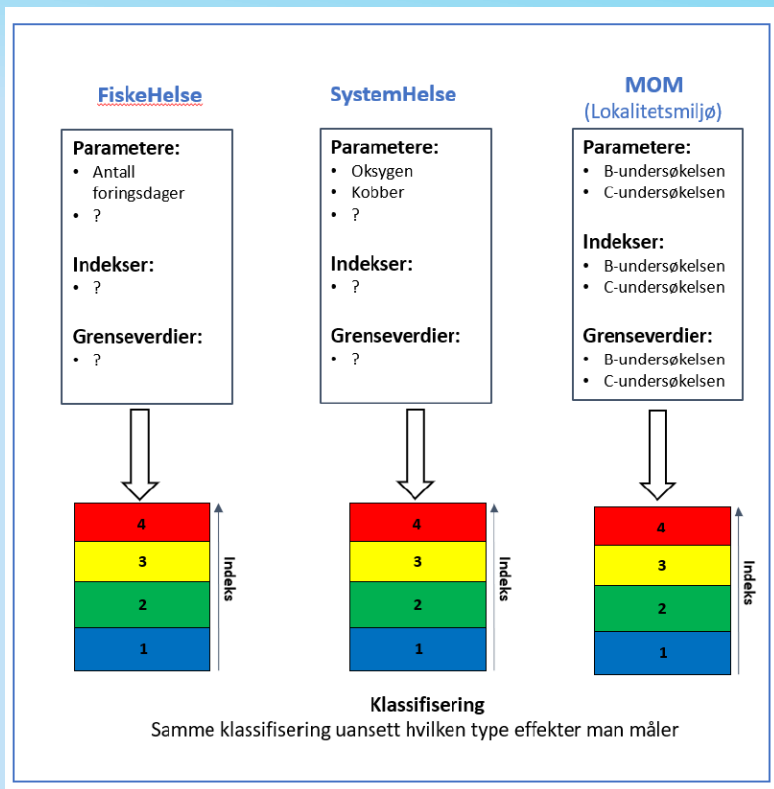 FiskeHelse
Parametere:
• Antall
foringsdager
• ?
Indekser:
• ?
Grenseverdier:
• ?
4
3
2
1
Indeks
SystemHelse
Parametere:
• Oksygen
• Kobber
• ?
Indekser:
• ?
Grenseverdier:
• ?
4
3
2
1
Indeks
MOM
(Lokalitetsmiljø)
Parametere:
• B-undersøkelsen
• C-undersøkelsen
Indekser:
• B-undersøkelsen
• C-undersøkelsen
Grenseverdier:
• B-undersøkelsen
• C-undersøkelsen
4
3
2
1
Indeks
Klassifisering
Samme klassifisering uansett hvilken type effekter man måler